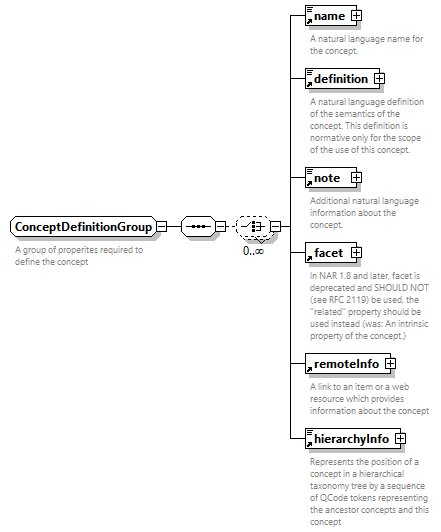 name
A natural language name for
the concept.
definition
A natural language definition
of the semantics of the
concept. This definition is
normative only for the scope
of the use of this concept.
note
Additional natural language
information about the
concept.
ConceptDefinitionGroup
A group of properites required to
define the concept
0..∞
facet
In NAR 1.8 and later, facet is
deprecated and SHOULD NOT
(see RFC 2119) be used, the
"related" property should be
used instead (was: An intrinsic
property of the concept.)
remoteInfo
A link to an item or a web
resource which provides
information about the concept
hierarchyInfo
Represents the position of a
concept in a hierarchical
taxonomy tree by a sequence
of QCode tokens representing
the ancestor concepts and this
concept